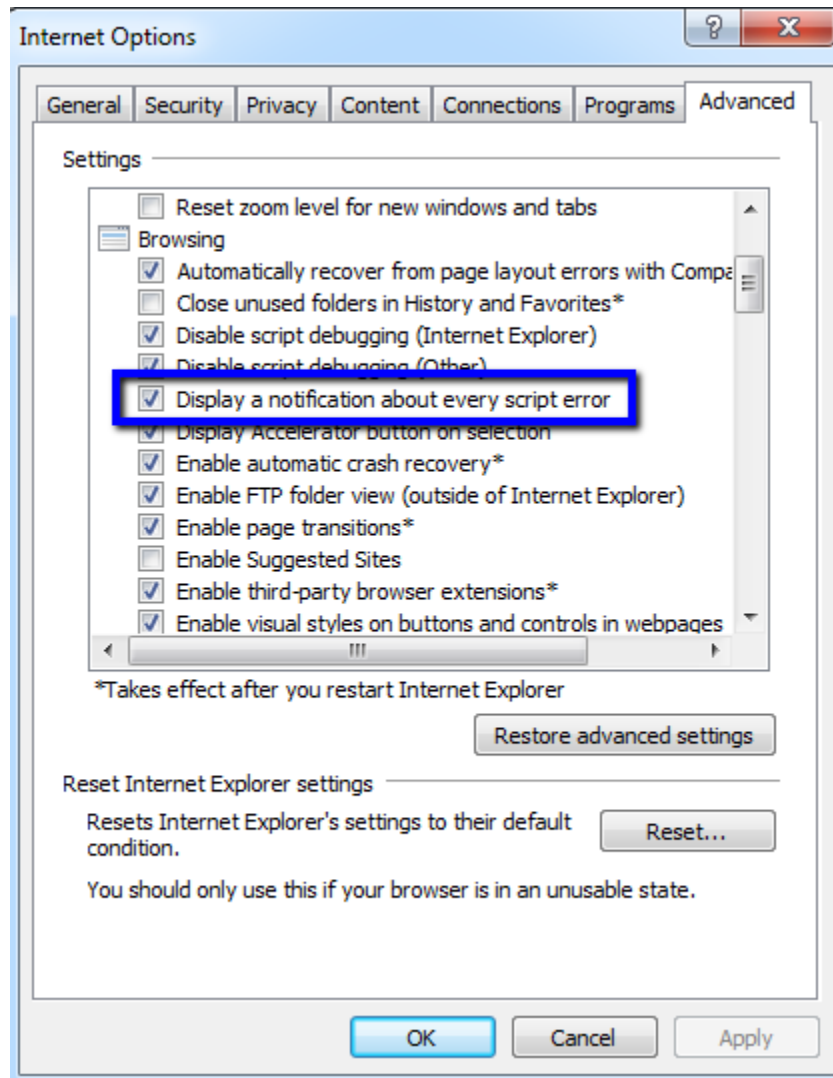 Internet Options
General Security Privacy Content Connections Programs Advanced
Settings
Reset zoom level for new windows and tabs
Browsing
Automatically recover from page layout errors with Compa
Close unused folders in History and Favorites*
Disable script debugging (Internet Explorer)
Disable script debugging (Other)
Display a notification about every script error
Display Accelerator button on selection
Enable automatic crash recovery*
Enable FTP folder view (outside of Internet Explorer)
Enable page transitions*
Enable Suggested Sites
Enable third-party browser extensions*
Enable visual styles on buttons and controls in webpages
*Takes effect after you restart Internet Explorer
Restore advanced settings
Reset Internet Explorer settings
Resets Internet Explorer's settings to their default
condition.
Reset...
You should only use this if your browser is in an unusable state.
OK Cancel Apply